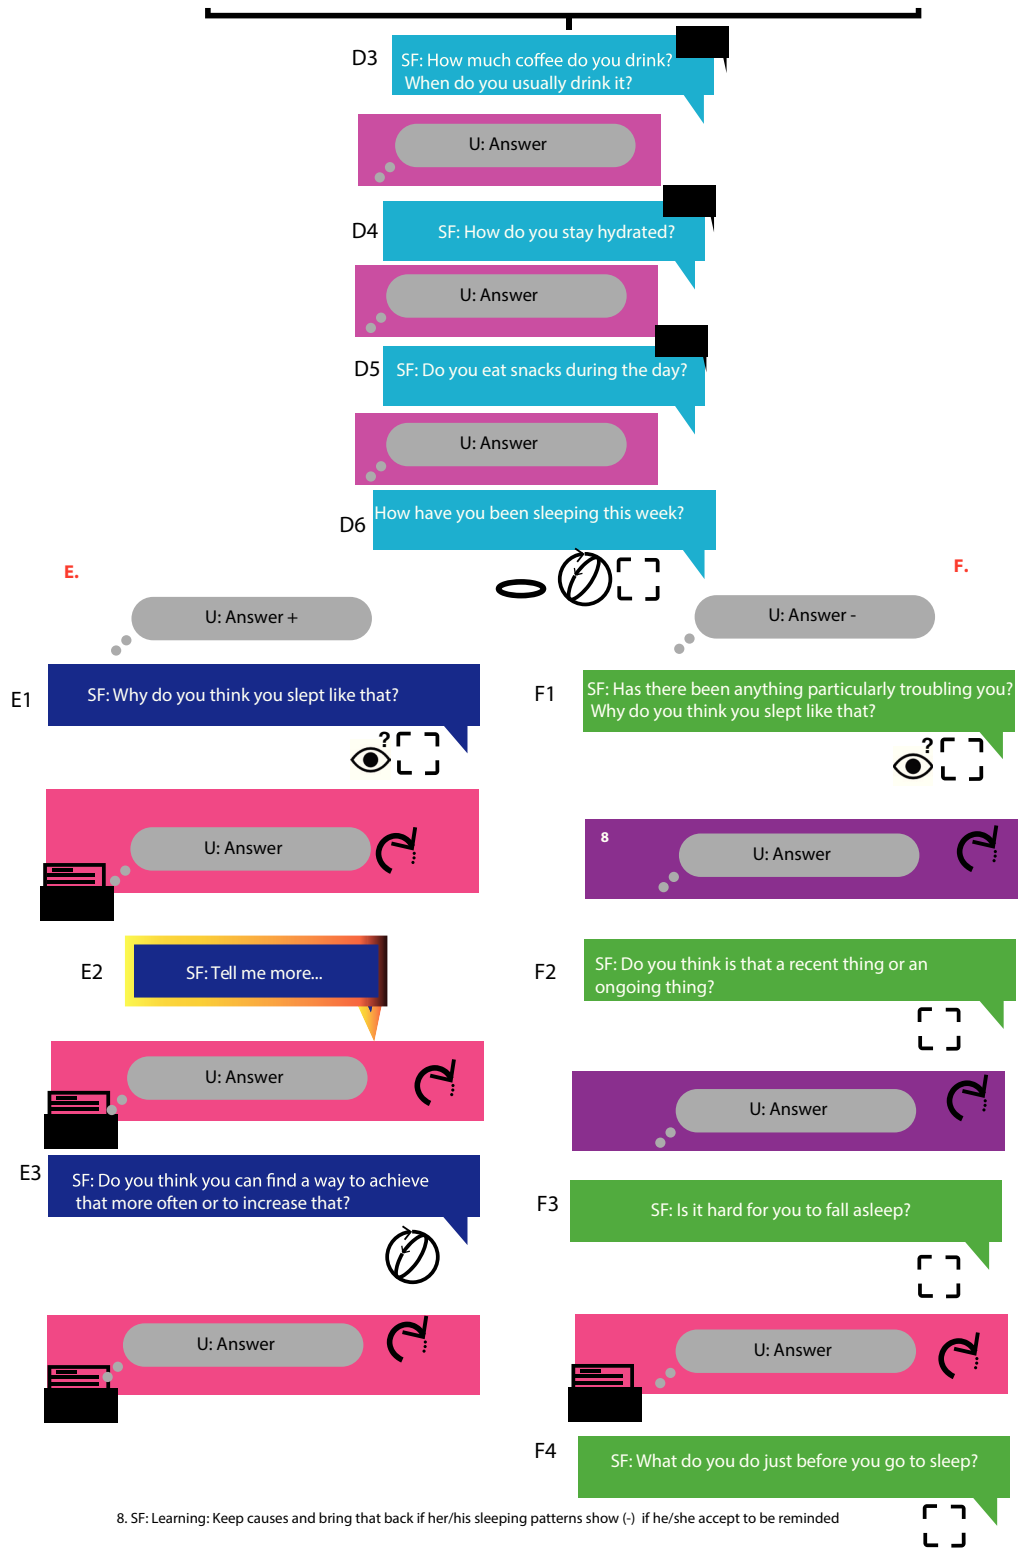 D3
SF: How much coffee do you drink?
When do you usually drink it?
U: Answer
D4
SF: How do you stay hydrated?
U: Answer
D5
SF: Do you eat snacks during the day?
U: Answer
D6
How have you been sleeping this week?
E.
U: Answer +
E1
SF: Why do you think you slept like that?
?
U: Answer
E2
SF: Tell me more...
U: Answer
E3
SF: Do you think you can find a way to achieve
that more often or to increase that?
U: Answer
F.
U: Answer -
F1
SF: Has there been anything particularly troubling you?
Why do you think you slept like that?
?
8
U: Answer
F2
SF: Do you think is that a recent thing or an
ongoing thing?
U: Answer
F3
SF: Is it hard for you to fall asleep?
U: Answer
F4
SF: What do you do just before you go to sleep?
8. SF: Learning: Keep causes and bring that back if her/his sleeping patterns show (-) if he/she accept to be reminded